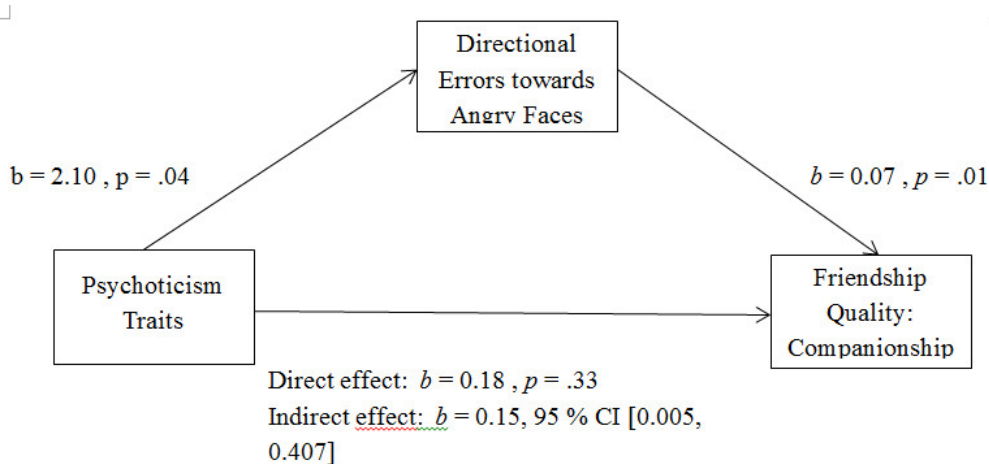 Directional
Errors towards
Angry Faces
b = 2.10 , p = .04
b = 0.07 , p = .01
Psychoticism
Traits
Friendship
Quality:
Companionship
Direct effect: b = 0.18 , p = .33
Indirect effect: b = 0.15, 95 % CI [0.005,
0.407]